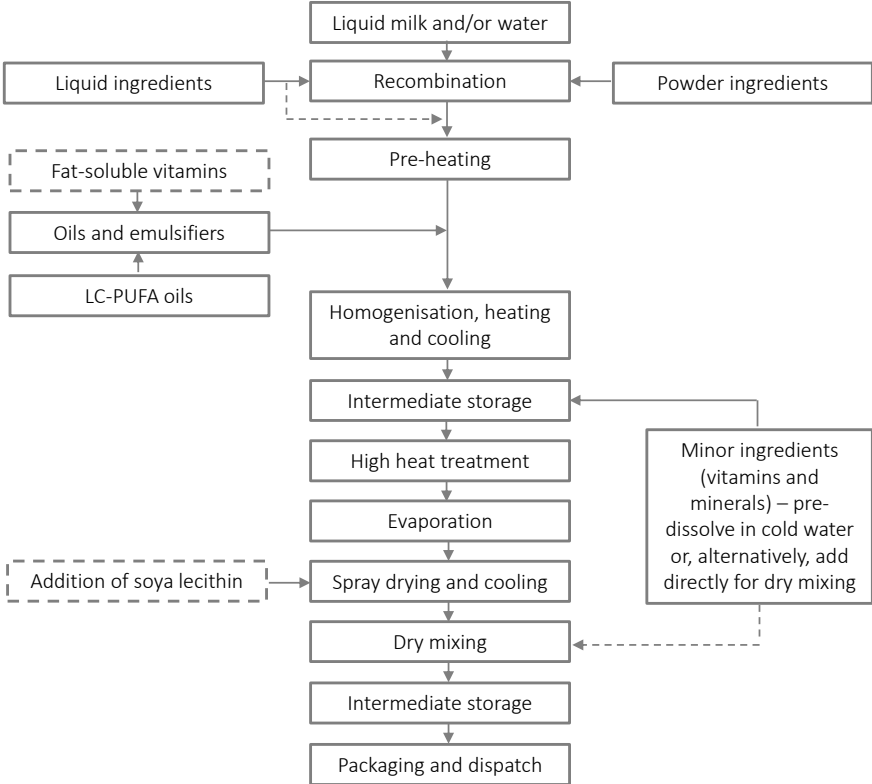 Liquid milk and/or water
Liquid ingredients
Recombination
Powder ingredients
Pre-heating
Fat-soluble vitamins
Oils and emulsifiers
LC-PUFA oils
Homogenisation, heating
and cooling
Intermediate storage
High heat treatment
Minor ingredients
(vitamins and
minerals) – pre-
dissolve in cold water
or, alternatively, add
directly for dry mixing
Evaporation
Addition of soya lecithin
Spray drying and cooling
Dry mixing
Intermediate storage
Packaging and dispatch